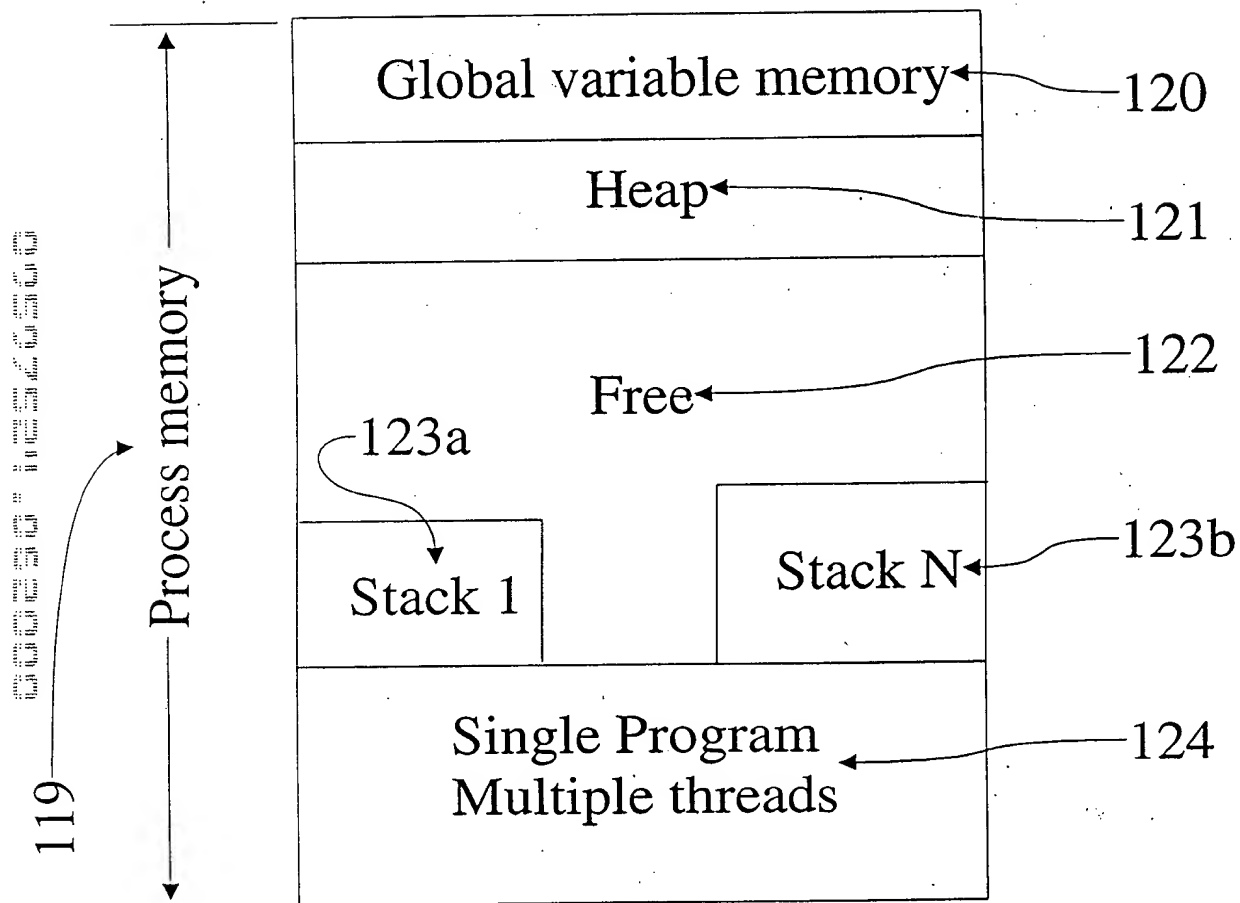 Global variable memory
120
Heap
121
Free
122
123a
Stack 1
Stack N
123b
Single Program
Multiple threads
124
Process memory
119